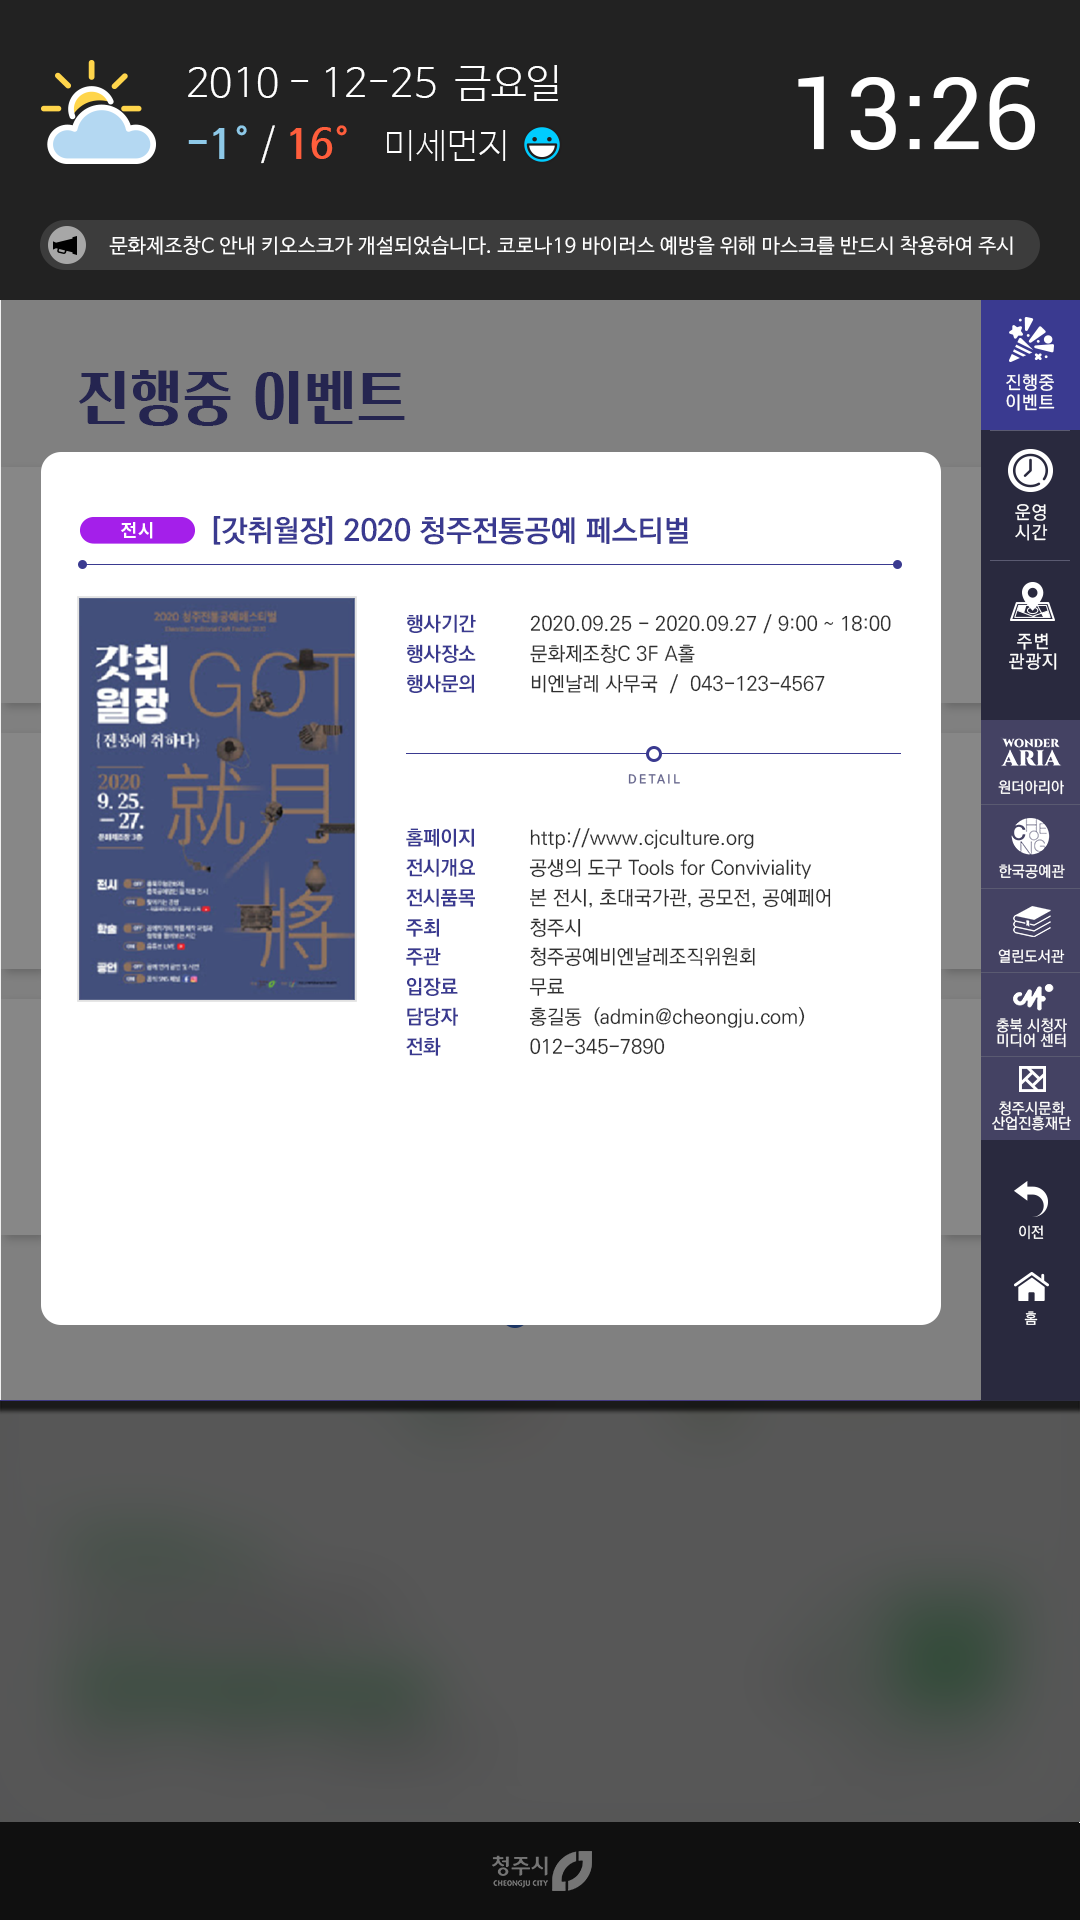 2010 - 12-25 금요일
13:26
-1° / 16° 미세먼지
문화제조창C 안내 키오스크가 개설되었습니다. 코로나19 바이러스 예방을 위해 마스크를 반드시 착용하여 주시
진행중 이벤트
전시 [갓취월장] 2020 청주전통공예 페스티벌
2020 청주전통공예페스티벌
갓취
월장
{전통에 취하다}
GOT
就月
將
2020
9. 25.
– 27.
전시
학술
공연
행사기간 2020.09.25 - 2020.09.27 / 9:00 ~ 18:00
행사장소 문화제조창C 3F A홀
행사문의 비엔날레 사무국 / 043-123-4567
DETAIL
홈페이지 http://www.cjculture.org
전시개요 공생의 도구 Tools for Conviviality
전시품목 본 전시, 초대국가관, 공모전, 공예페어
주최 청주시
주관 청주공예비엔날레조직위원회
입장료 무료
담당자 홍길동 (admin@cheongju.com)
전화 012-345-7890
진행중
이벤트
운영
시간
주변
관광지
WONDER
ARIA
원더아리아
CHEONG
한국공예관
열린도서관
충북 시청자
미디어 센터
청주시문화
산업진흥재단
이전
홈
청주시
CHEONGJU CITY